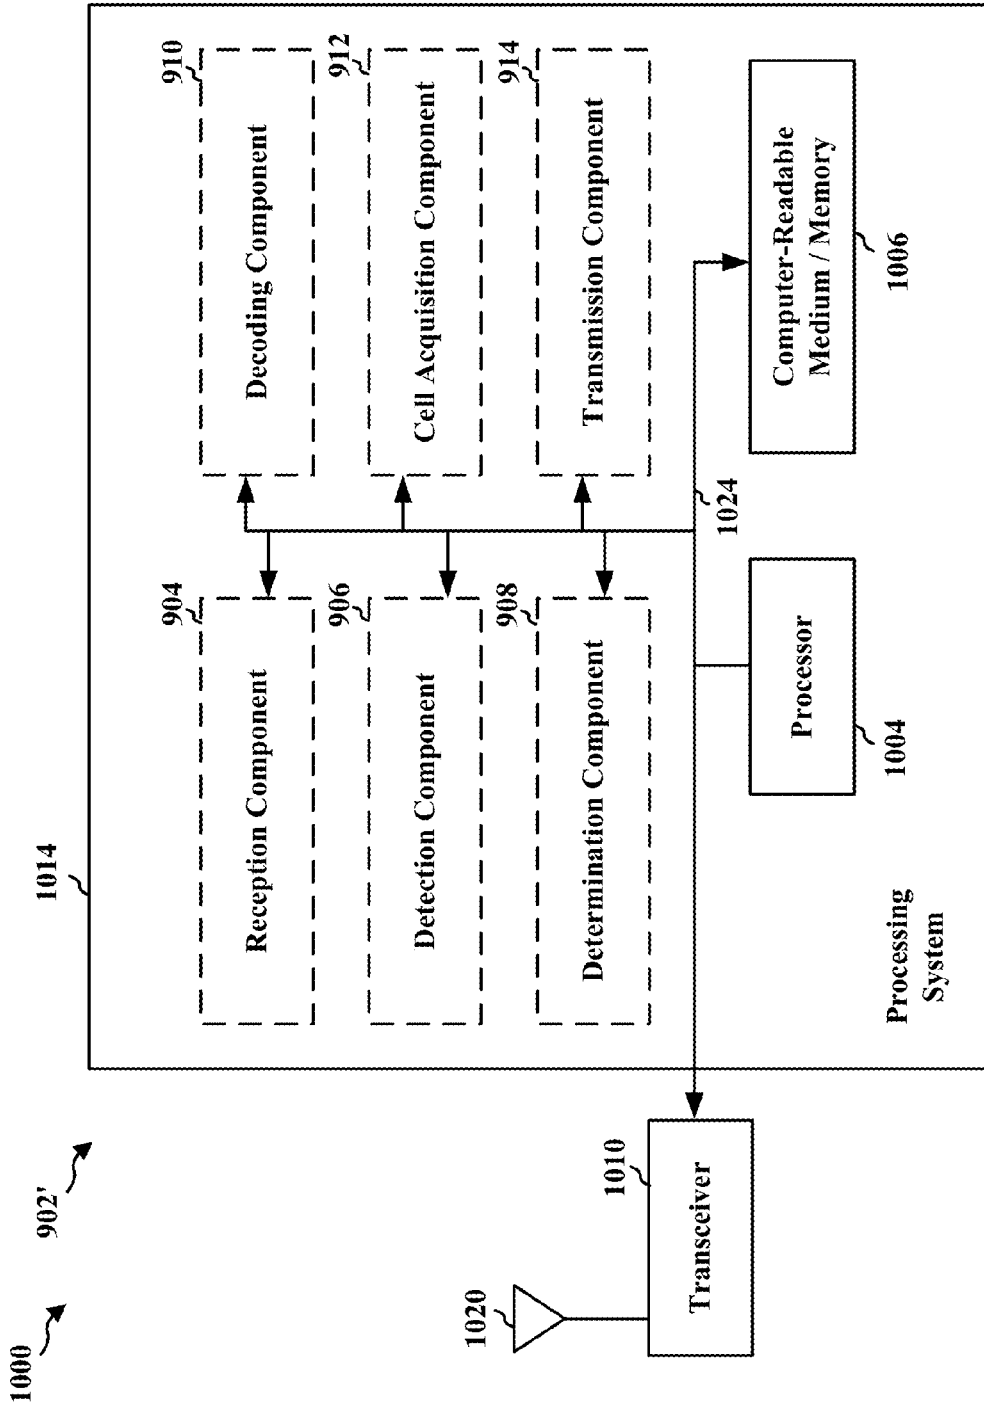 1000
902'
1014
904
Reception Component
910
Decoding Component
906
Detection Component
912
Cell Acquisition Component
908
Determination Component
914
Transmission Component
1020
1010
Transceiver
1024
Processor
1004
Computer-Readable
Medium / Memory
1006
Processing
System